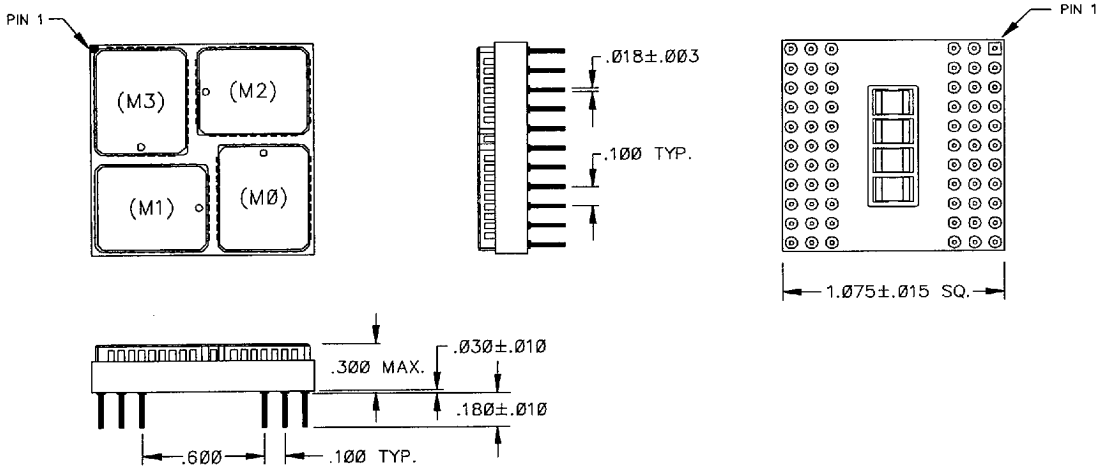 PIN 1
PIN 1
(M3)
(M2)
(M1)
(MØ)
.Ø18±.ØØ3
.1ØØ TYP.
1.Ø75±.Ø15 SQ.
.3ØØ MAX.
.Ø3Ø±.Ø1Ø
.18Ø±.Ø1Ø
.6ØØ
.1ØØ TYP.